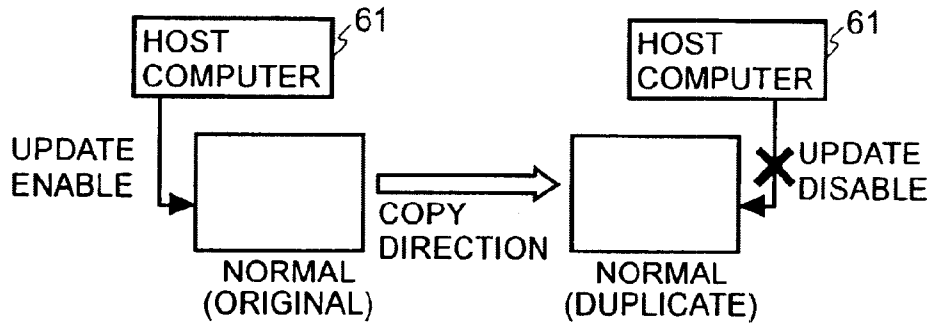 HOST
COMPUTER
61
UPDATE
ENABLE
NORMAL
(ORIGINAL)
COPY
DIRECTION
HOST
COMPUTER
61
UPDATE
DISABLE
NORMAL
(DUPLICATE)